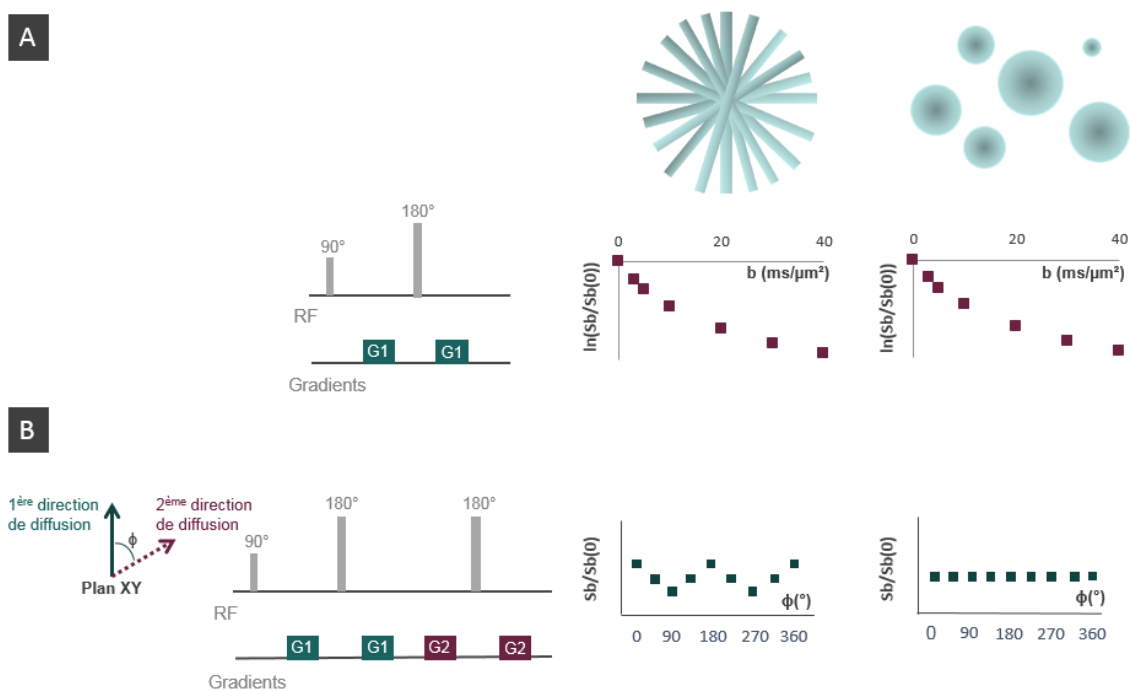 A
90°
180°
RF
G1 G1
Gradients
0 20 40
b (ms/µm²)
ln(Sb/Sb(0))
0 20 40
b (ms/µm²)
ln(Sb/Sb(0))
B
1ère direction
de diffusion
2ème direction
de diffusion
ϕ
Plan XY
90°
180°
180°
RF
G1 G1 G2 G2
Gradients
Sb/Sb(0)
ϕ(°)
0 90 180 270 360
Sb/Sb(0)
ϕ(°)
0 90 180 270 360